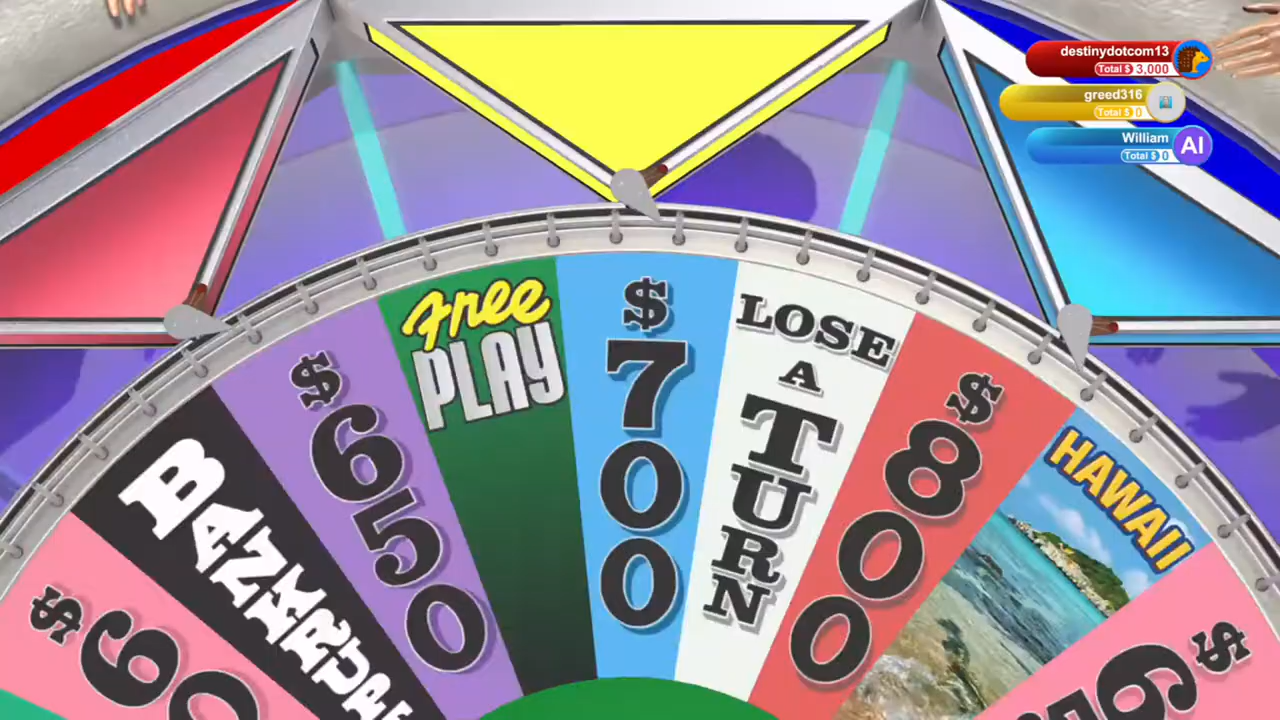 destinydotcom13
Total $ 3,000
greed316
Total $ 0
William
Total $ 0
AI
$60
BANKRUPT
$650
Free
PLAY
$700
LOSE
A
TURN
$800
HAWAII
$